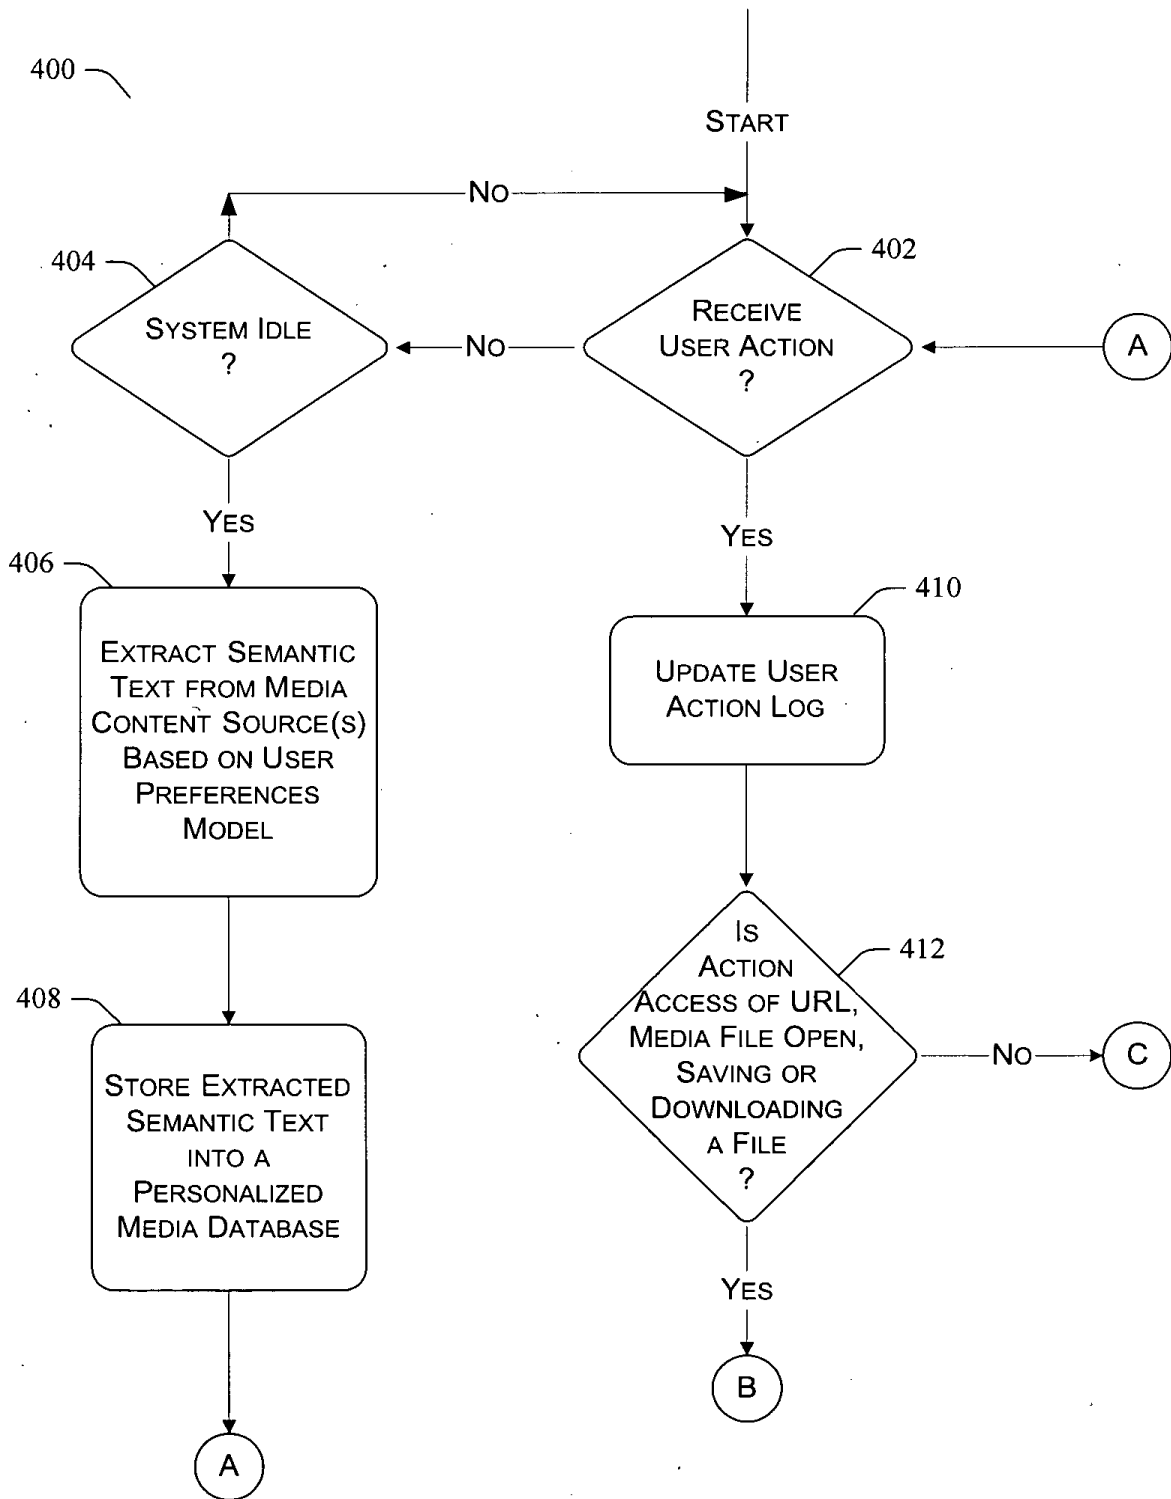 400
START
NO
404
402
SYSTEM IDLE
?
NO
RECEIVE
USER ACTION
?
A
YES
YES
406
410
EXTRACT SEMANTIC
TEXT FROM MEDIA
CONTENT SOURCE(S)
BASED ON USER
PREFERENCES
MODEL
UPDATE USER
ACTION LOG
412
IS
ACTION
ACCESS OF URL,
MEDIA FILE OPEN,
SAVING OR
DOWNLOADING
A FILE
?
NO
C
408
STORE EXTRACTED
SEMANTIC TEXT
INTO A
PERSONALIZED
MEDIA DATABASE
YES
B
A